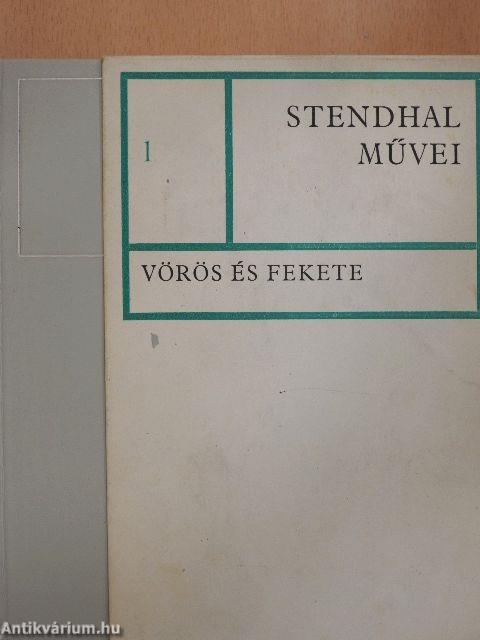 STENDHAL
MŰVEI
1
VÖRÖS ÉS FEKETE
Antikvárium.hu